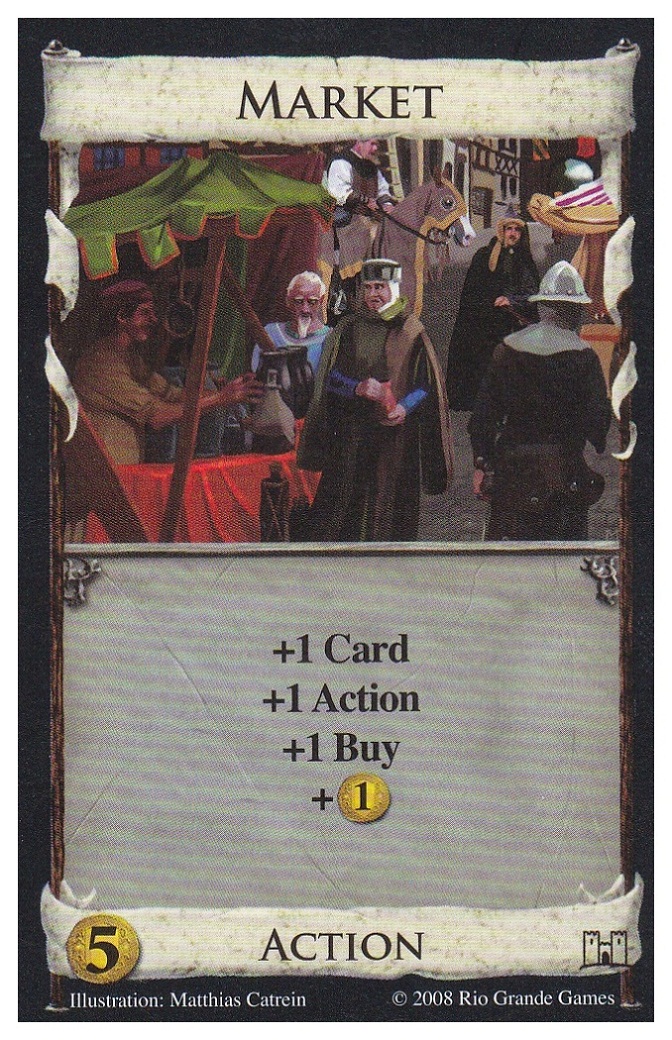 MARKET
+1 Card
+1 Action
+1 Buy
+ 1
5 ACTION
Illustration: Matthias Catrein © 2008 Rio Grande Games